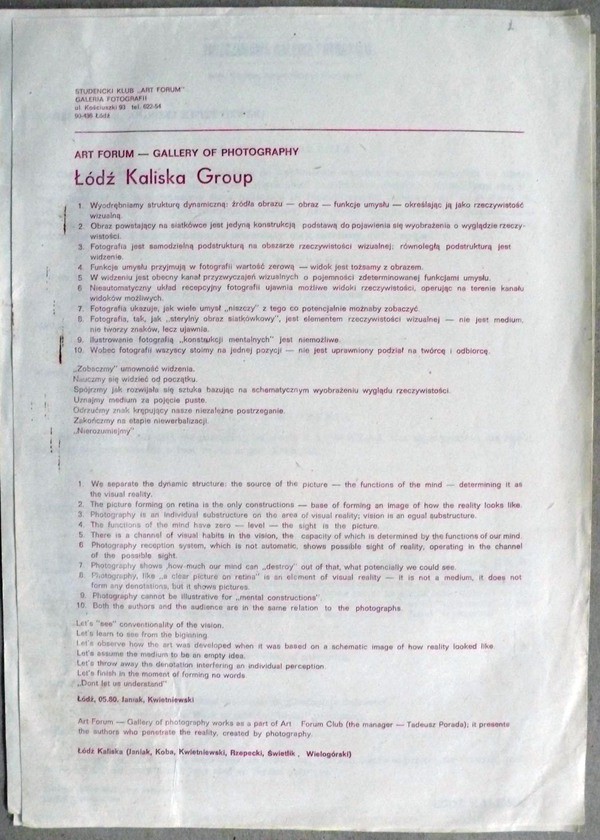 2
STUDENCKI KLUB „ART FORUM"
GALERIA FOTOGRAFII
ul. Kościuszki 93 tel. 622-54
90-436 Łódź
ART FORUM — GALLERY OF PHOTOGRAPHY
Łódź Kaliska Group
1. Wyodrębniamy strukturę dynamiczną: źródła obrazu — obraz — funkcje umysłu — określając ją jako rzeczywistość
wizualną.
2. Obraz powstający na siatkówce jest jedyną konstrukcją podstawą do pojawienia się wyobrażenia o wyglądzie rzeczy-
wistości.
3. Fotografia jest samodzielną podstrukturą na obszarze rzeczywistości wizualnej; równoległą podstrukturą jest
widzenie.
4. Funkcje umysłu przyjmują w fotografii wartość zerową — widok jest tożsamy z obrazem.
5. W widzeniu jest obecny kanał przyzwyczajeń wizualnych o pojemności zdeterminowanej funkcjami umysłu.
6. Nieautomatyczny układ recepcyjny fotografii ujawnia możliwe widoki rzeczywistości, operując na terenie kanału
widoków możliwych.
7. Fotografia ukazuje, jak wiele umysł „niszczy" z tego co potencjalnie możnaby zobaczyć.
8. Fotografia, tak, jak „sterylny obraz siatkówkowy", jest elementem rzeczywistości wizualnej — nie jest medium,
nie tworzy znaków, lecz ujawnia.
9. Ilustrowanie fotografią „konstrukcji mentalnych" jest niemożliwe.
10. Wobec fotografii wszyscy stoimy na jednej pozycji — nie jest uprawniony podział na twórcę i odbiorcę.
„Zobaczmy" umowność widzenia.
Nauczmy się widzieć od początku.
Spójrzmy jak rozwijała się sztuka bazując na schematycznym wyobrażeniu wyglądu rzeczywistości.
Uznajmy medium za pojęcie puste.
Odrzućmy znak krępujący nasze niezależne postrzeganie.
Zakończmy na etapie niewerbalizacji.
„Nierozumiejmy"
1. We separate the dynamic structure: the source of the picture — the functions of the mind — determining it as
the visual reality.
2. The picture forming on retina is the only constructions — base of forming an image of how the reality looks like.
3. Photography is an individual substructure on the area of visual reality; vision is an egual substructure.
4. The functions of the mind have zero — level — the sight is the picture.
5. There is a channel of visual habits in the vision, the capacity of which is determined by the functions of our mind.
6. Photography reception system, which is not automatic, shows possible sight of reality, operating in the channel
of the possible sight.
7. Photography shows „how much our mind can „destroy" out of that, what potencially we could see.
8. Photography, like „a clear picture on retina" is an element of visual reality — it is not a medium, it does not
form any denotations, but it shows pictures.
9. Photography cannot be illustrative for „mental constructions".
10. Both the authors and the audience are in the same relation to the photographs.
Let's "see" conventionality of the vision.
Let's learn to see from the bigioning.
Let's observe how the art was developed when it was based on a schematic image of how reality looked like.
Let's assume the medium to be an empty idea.
Let's throw away the denotation interfering an individual perception.
Let's finish in the moment of forming no words.
„Dont let us understand"
Łódź, 05.80. Janiak, Kwietniewski
Art Forum — Gallery of photography works as a part of Art Forum Club (the manager — Tadeusz Porada); it presents
the authors who penetrate the reality, created by photography.
Łódź Kaliska (Janiak, Koba, Kwietniewski, Rzepecki, Świetlik, Wielogórski)